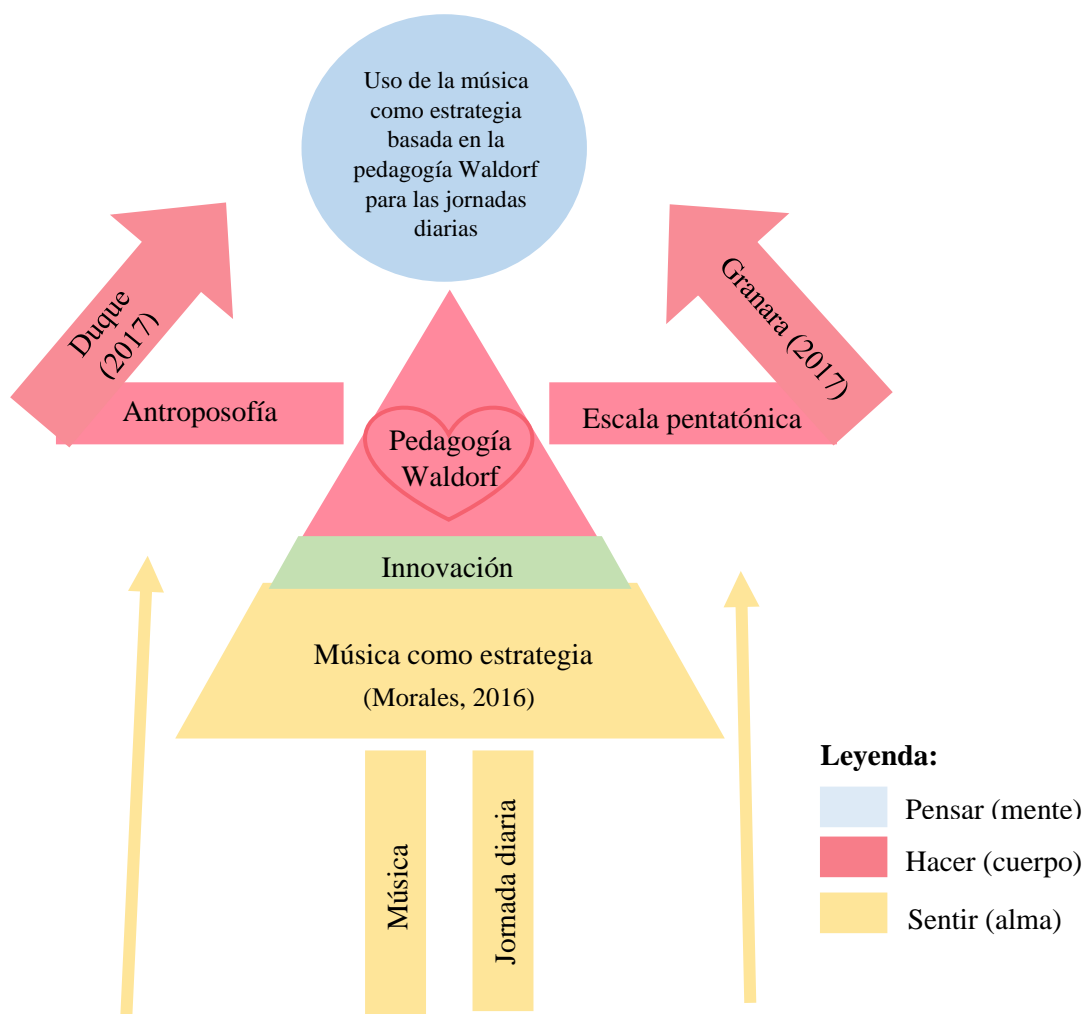 Uso de la música
como estrategia
basada en la
pedagogía Waldorf
para las jornadas
diarias
Duque
(2017)
Granara (2017)
Antroposofía
Escala pentatónica
Pedagogía
Waldorf
Innovación
Música como estrategia
(Morales, 2016)
Música
Jornada diaria
Leyenda:
Pensar (mente)
Hacer (cuerpo)
Sentir (alma)